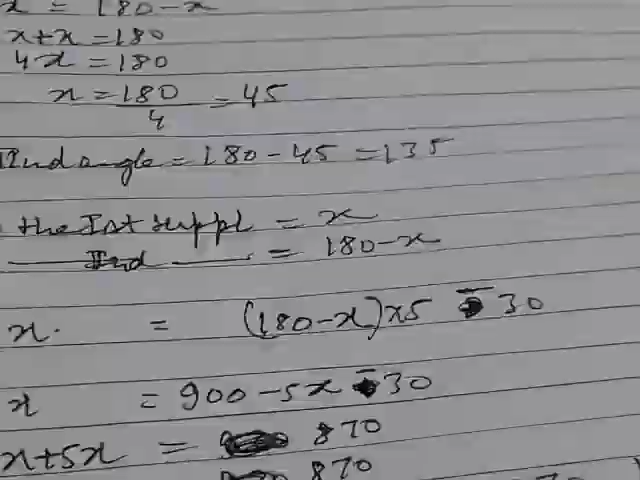 x = 180-x
x+x = 180
4x = 180
x = 180/4 = 45
IInd angle = 180 - 45 = 135
the Ist suppl = x
—— IInd —— = 180-x
x. = (180-x)x5 - 30
x = 900 - 5x - 30
x+5x = 870
870